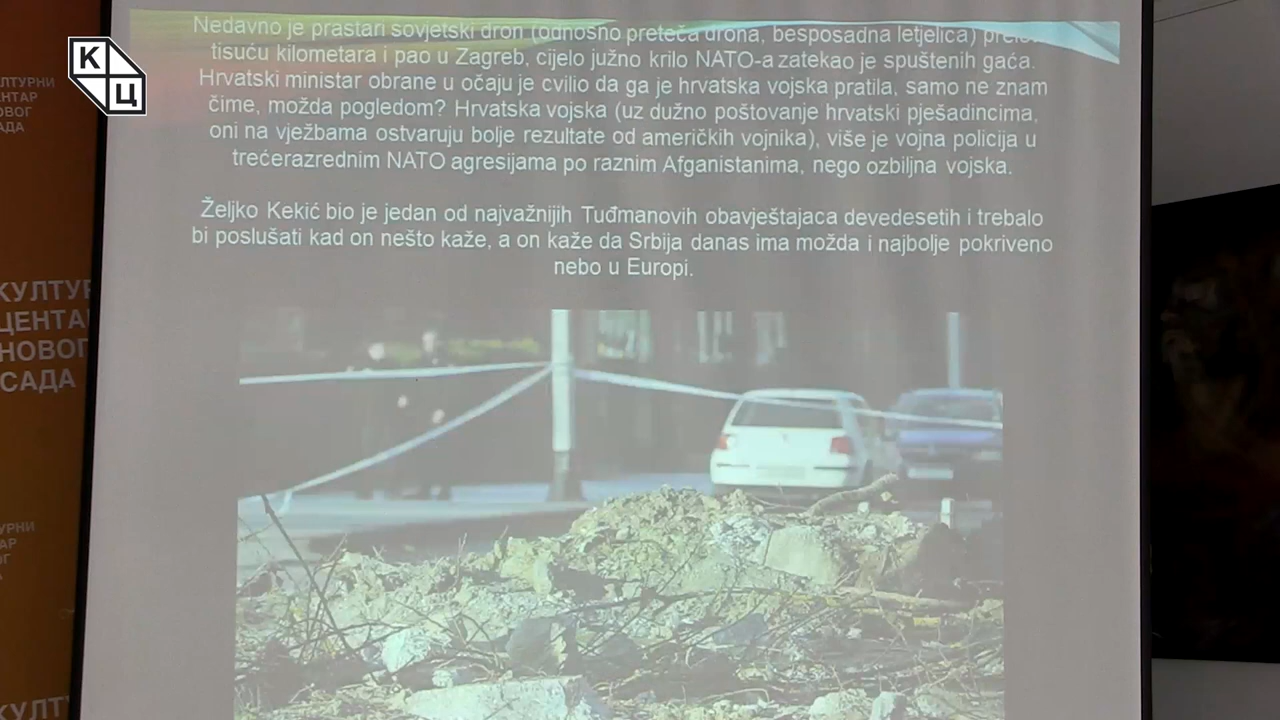 Nedavno je prastari sovjetski dron (odnosno preteča drona, besposadna letjelica)
tisuću kilometara i pao u Zagreb, cijelo južno krilo NATO-a zatekao je spuštenih gaća.
Hrvatski ministar obrane u očaju je cvilio da ga je hrvatska vojska pratila, samo ne znam
čime, možda pogledom? Hrvatska vojska (uz dužno poštovanje hrvatski pješadincima,
oni na vježbama ostvaruju bolje rezultate od američkih vojnika), više je vojna policija u
trećerazrednim NATO agresijama po raznim Afganistanima, nego ozbiljna vojska.
Željko Kekić bio je jedan od najvažnijih Tuđmanovih obavještajaca devedesetih i trebalo
bi poslušati kad on nešto kaže, a on kaže da Srbija danas ima možda i najbolje pokriveno
nebo u Europi.
К
Ц
КУЛТУР
ЦЕНТА
НОВОГ
САДА